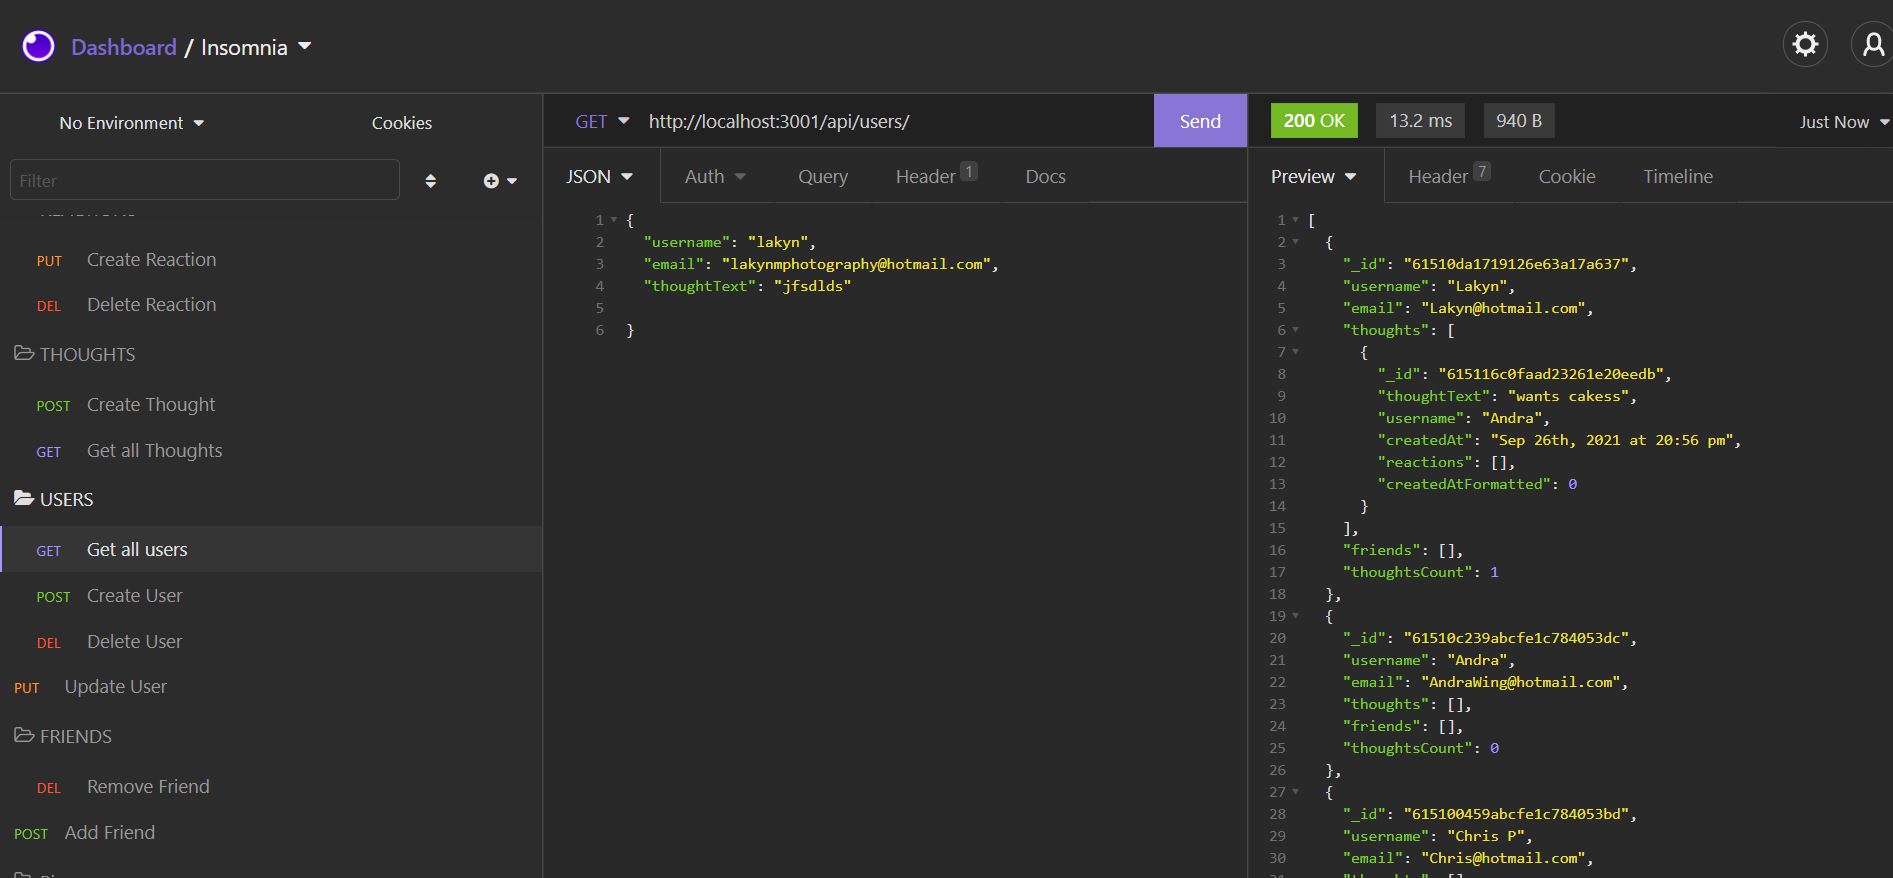 Dashboard / Insomnia
No Environment
Cookies
Filter
PUT Create Reaction
DEL Delete Reaction
THOUGHTS
POST Create Thought
GET Get all Thoughts
USERS
GET Get all users
POST Create User
DEL Delete User
PUT Update User
FRIENDS
DEL Remove Friend
POST Add Friend
GET http://localhost:3001/api/users/ Send
JSON Auth Query Header 1 Docs
1 {
2 "username": "lakyn",
3 "email": "lakynmphotography@hotmail.com",
4 "thoughtText": "jfsdlds"
5
6 }
200 OK 13.2 ms 940 B Just Now
Preview Header 7 Cookie Timeline
1 [
2 {
3 "_id": "61510da1719126e63a17a637",
4 "username": "Lakyn",
5 "email": "Lakyn@hotmail.com",
6 "thoughts": [
7 {
8 "_id": "615116c0faad23261e20eedb",
9 "thoughtText": "wants cakess",
10 "username": "Andra",
11 "createdAt": "Sep 26th, 2021 at 20:56 pm",
12 "reactions": [],
13 "createdAtFormatted": 0
14 }
15 ],
16 "friends": [],
17 "thoughtsCount": 1
18 },
19 {
20 "_id": "61510c239abcfe1c784053dc",
21 "username": "Andra",
22 "email": "AndraWing@hotmail.com",
23 "thoughts": [],
24 "friends": [],
25 "thoughtsCount": 0
26 },
27 {
28 "_id": "615100459abcfe1c784053bd",
29 "username": "Chris P",
30 "email": "Chris@hotmail.com",